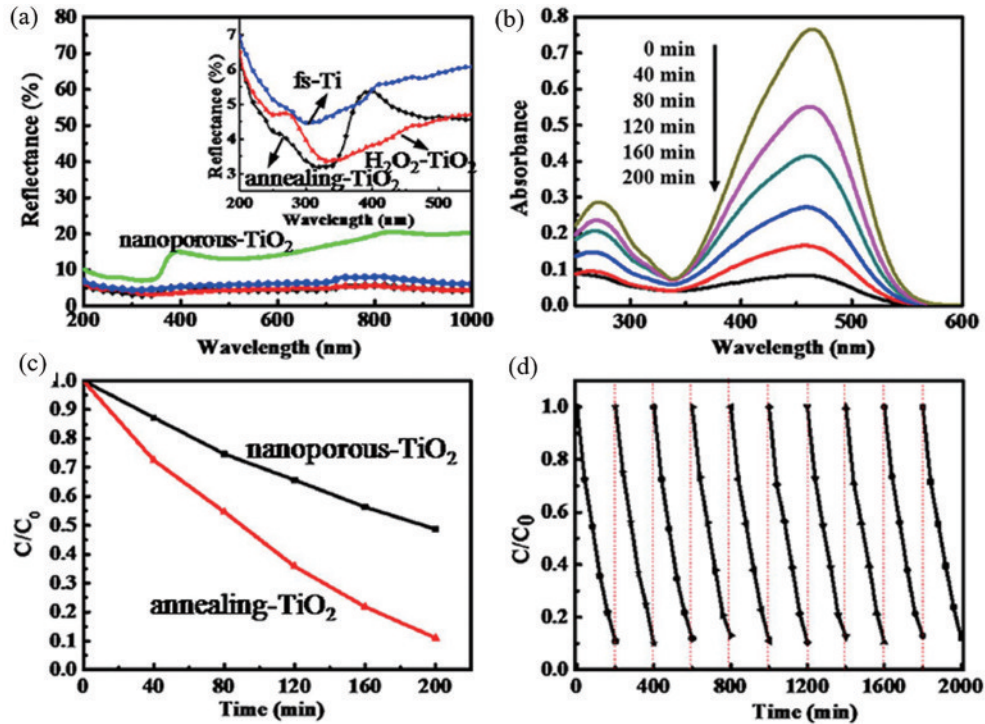 (a)
80
70
60
50
40
30
20
10
0
Reflectance (%)
200 400 600 800 1000
Wavelength (nm)
nanoporous-TiO2
200 300 400 500
7
6
5
4
3
Reflectance (%)
fs-Ti
H2O2-TiO2
annealing-TiO2
200 300 400 500
Wavelength (nm)
(b)
0.8
0.7
0.6
0.5
0.4
0.3
0.2
0.1
0.0
Absorbance
0 min
40 min
80 min
120 min
160 min
200 min
300 400 500 600
Wavelength (nm)
(c)
1.0
0.9
0.8
0.7
0.6
0.5
0.4
0.3
0.2
0.1
0.0
C/C0
nanoporous-TiO2
annealing-TiO2
0 40 80 120 160 200
Time (min)
(d)
1.0
0.8
0.6
0.4
0.2
0.0
C/C0
0 400 800 1200 1600 2000
Time (min)